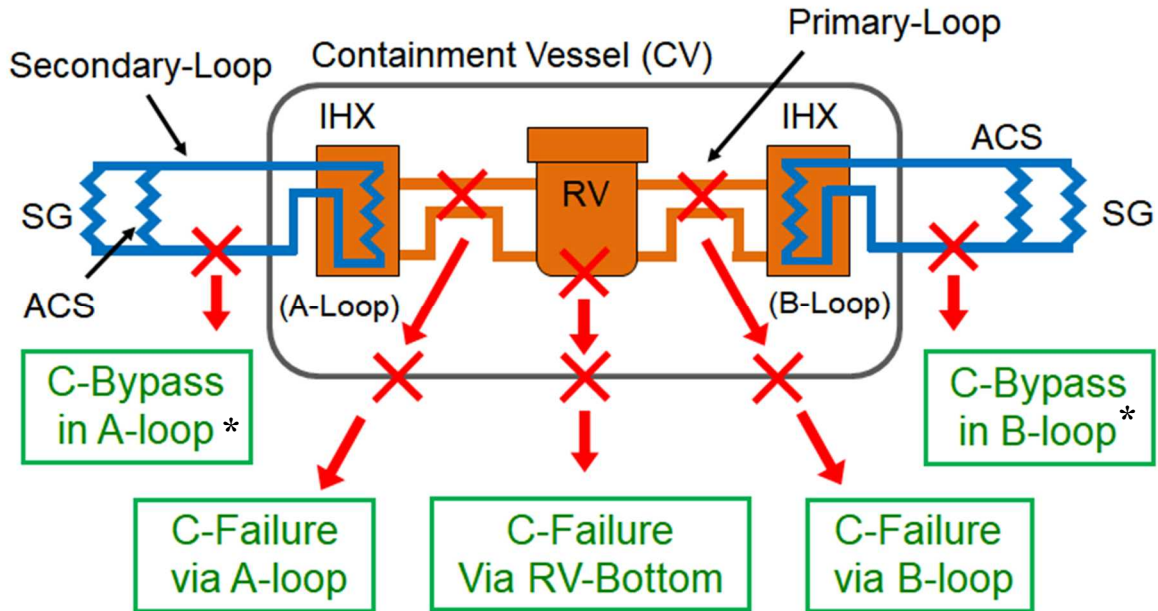 Primary-Loop
Containment Vessel (CV)
Secondary-Loop
IHX
IHX
ACS
RV
SG
SG
ACS
(A-Loop)
(B-Loop)
C-Bypass
in A-loop *
C-Bypass
in B-loop *
C-Failure
via A-loop
C-Failure
Via RV-Bottom
C-Failure
via B-loop